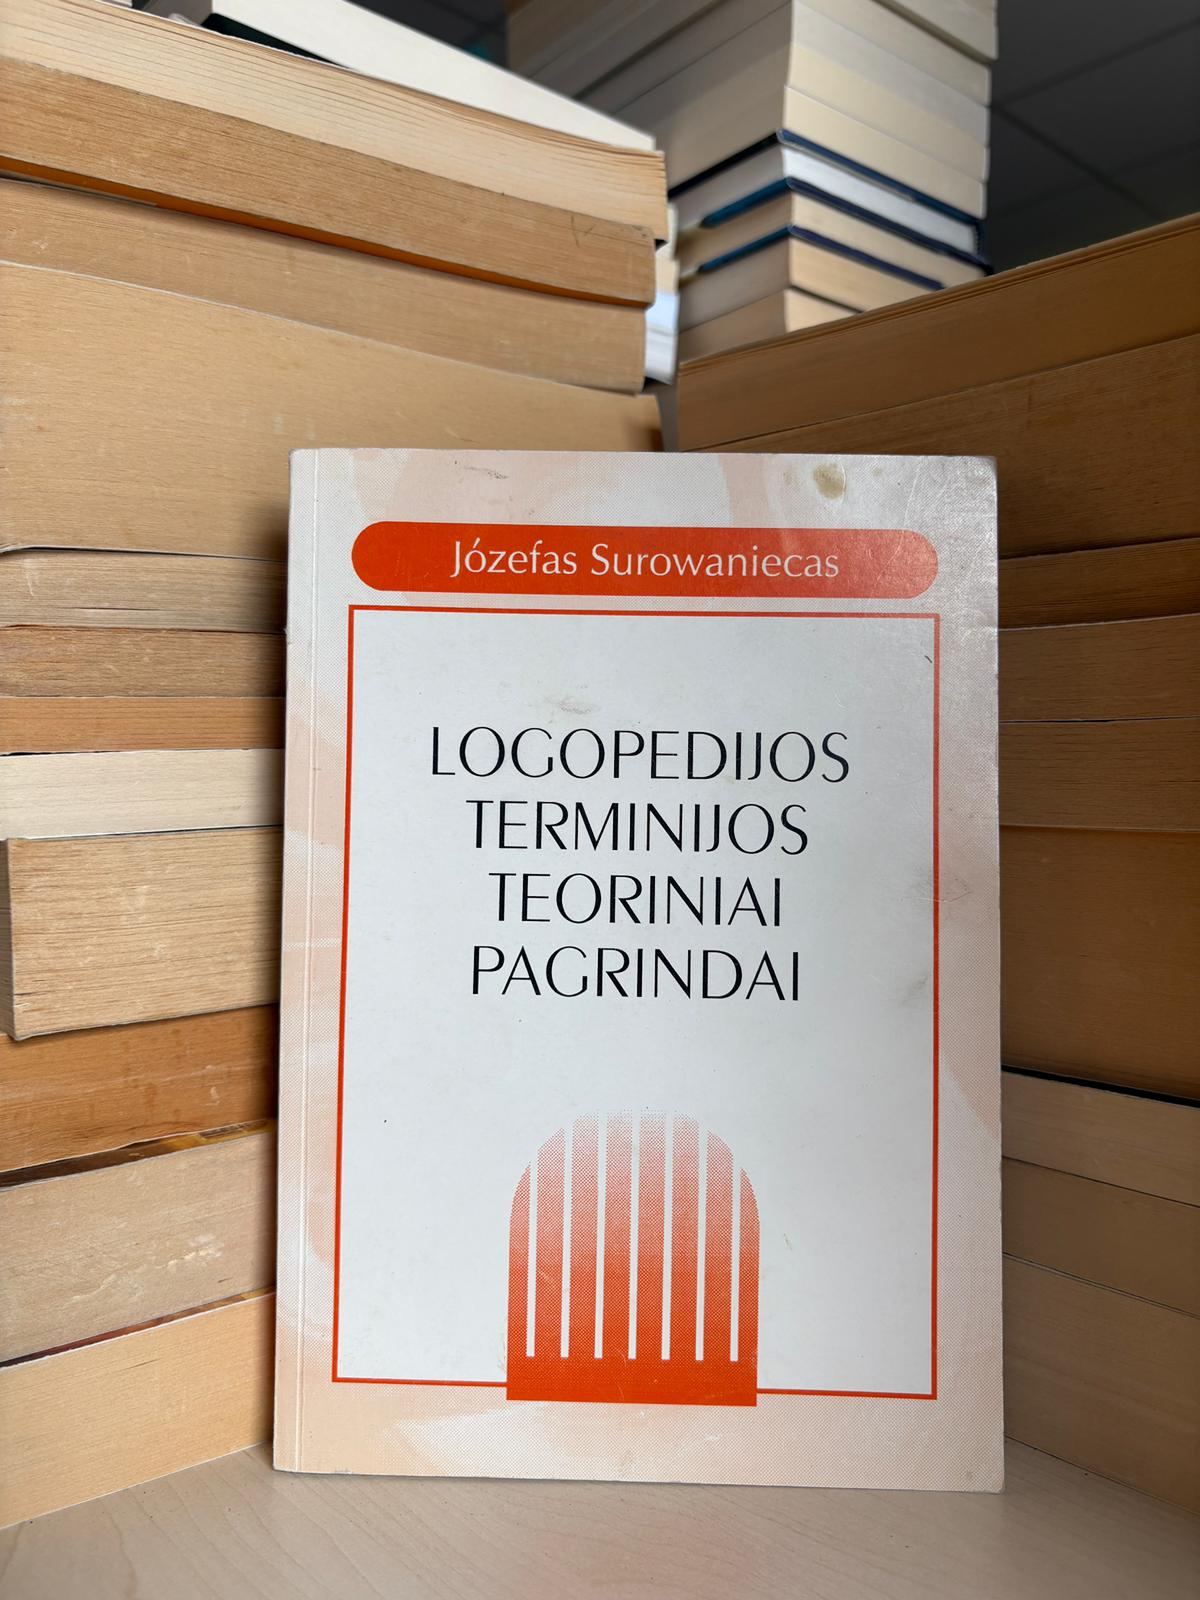 Józefas Surowaniecas
LOGOPEDIJOS
TERMINIJOS
TEORINIAI
PAGRINDAI